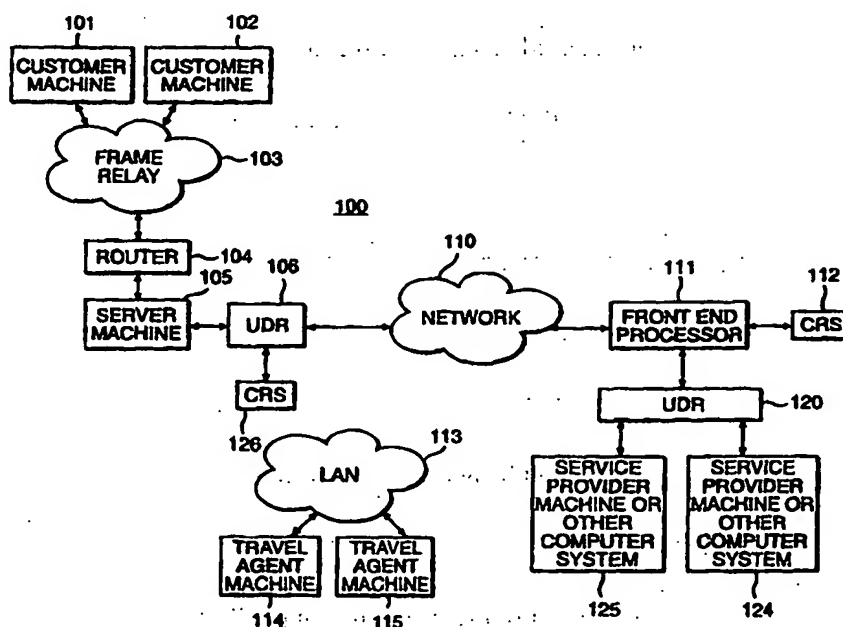 101
102
CUSTOMER
MACHINE
CUSTOMER
MACHINE
FRAME
RELAY
103
100
ROUTER
104
105
SERVER
MACHINE
106
UDR
CRS
126
110
NETWORK
111
FRONT END
PROCESSOR
112
CRS
UDR
120
113
LAN
TRAVEL
AGENT
MACHINE
114
TRAVEL
AGENT
MACHINE
115
SERVICE
PROVIDER
MACHINE OR
OTHER
COMPUTER
SYSTEM
125
SERVICE
PROVIDER
MACHINE OR
OTHER
COMPUTER
SYSTEM
124